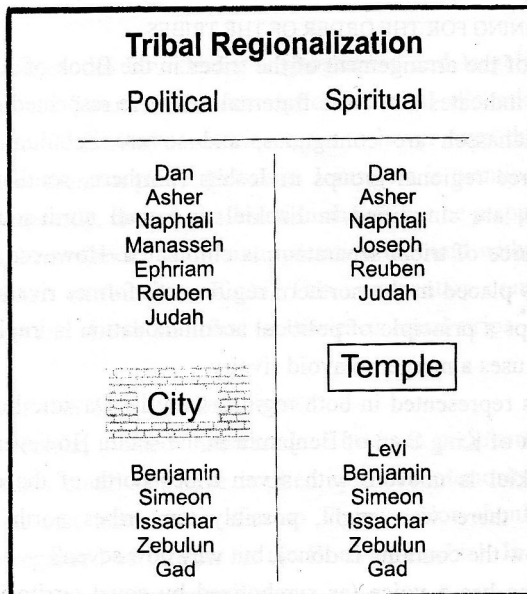 Tribal Regionalization
Political
Dan
Asher
Naphtali
Manasseh
Ephriam
Reuben
Judah
City
Benjamin
Simeon
Issachar
Zebulun
Gad
Spiritual
Dan
Asher
Naphtali
Joseph
Reuben
Judah
Temple
Levi
Benjamin
Simeon
Issachar
Zebulun
Gad